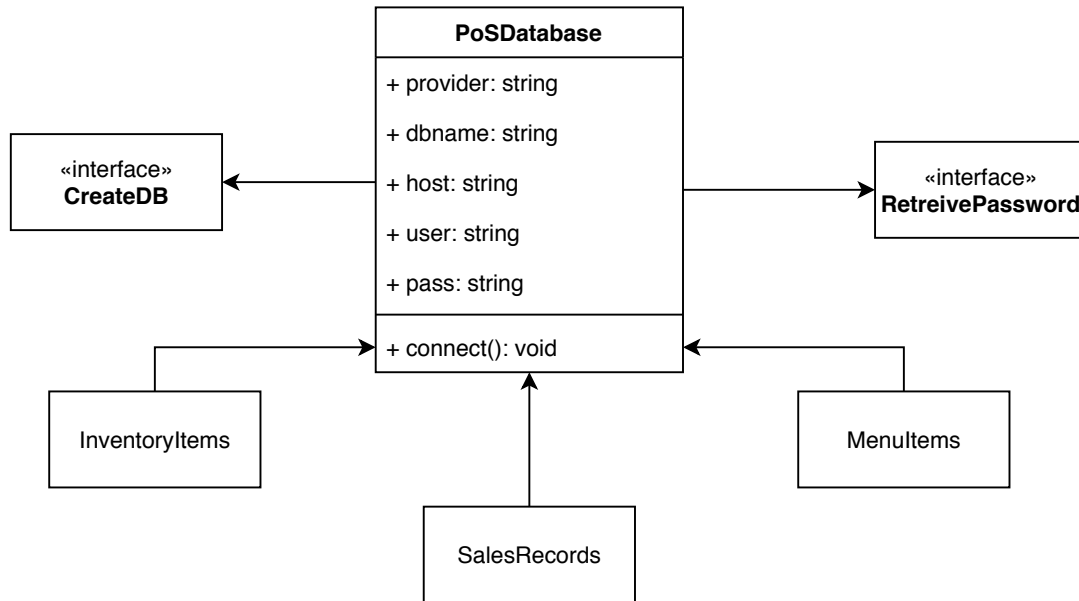 PoSDatabase
+ provider: string
+ dbname: string
+ host: string
+ user: string
+ pass: string
+ connect(): void
«interface»
CreateDB
«interface»
RetreivePassword
InventoryItems
SalesRecords
MenuItems